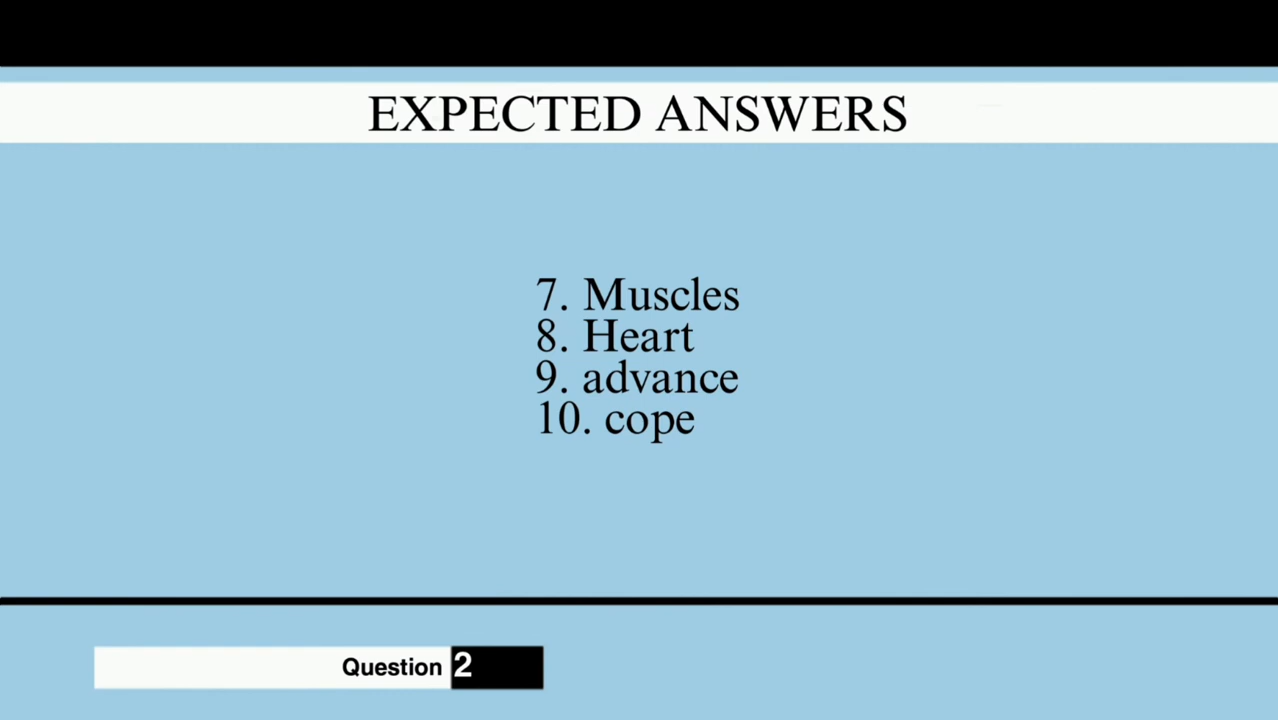 EXPECTED ANSWERS
7. Muscles
8. Heart
9. advance
10. cope
Question 2